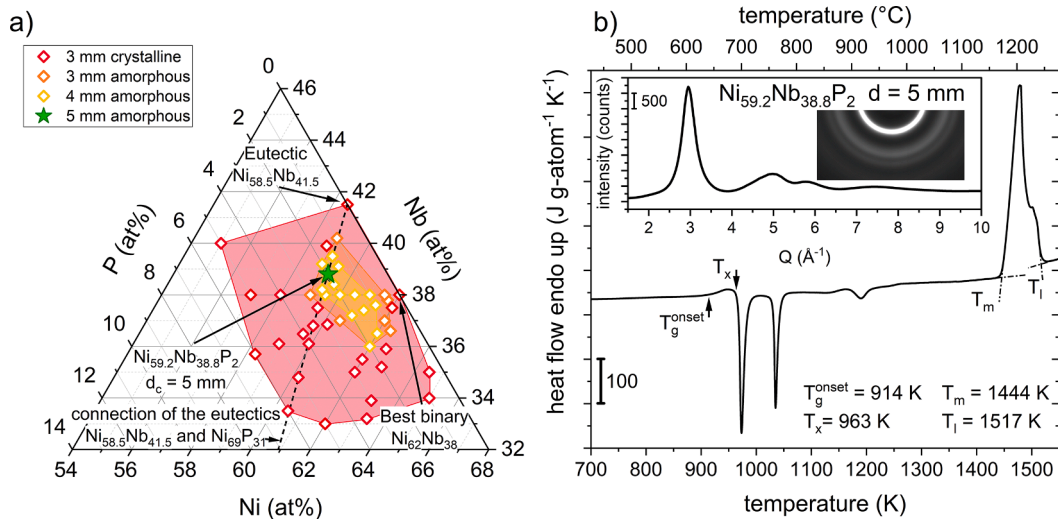 a)
3 mm crystalline
3 mm amorphous
4 mm amorphous
5 mm amorphous
0
2
4
6
8
10
12
14
P (at%)
46
44
42
40
38
36
34
32
Nb (at%)
54
56
58
60
62
64
66
68
Ni (at%)
Eutectic
Ni58.5Nb41.5
Ni59.2Nb38.8P2
dc = 5 mm
connection of the eutectics
Ni58.5Nb41.5 and Ni69P31
Best binary
Ni62Nb38
b)
temperature (°C)
500
600
700
800
900
1000
1100
1200
heat flow endo up (J g-atom-1 K-1)
intensity (counts)
500
Ni59.2Nb38.8P2 d = 5 mm
2
3
4
5
6
7
8
9
10
Q (Å-1)
Tx
Tgonset
Tm
Tl
100
Tgonset = 914 K
Tm = 1444 K
Tx = 963 K
Tl = 1517 K
700
800
900
1000
1100
1200
1300
1400
1500
temperature (K)